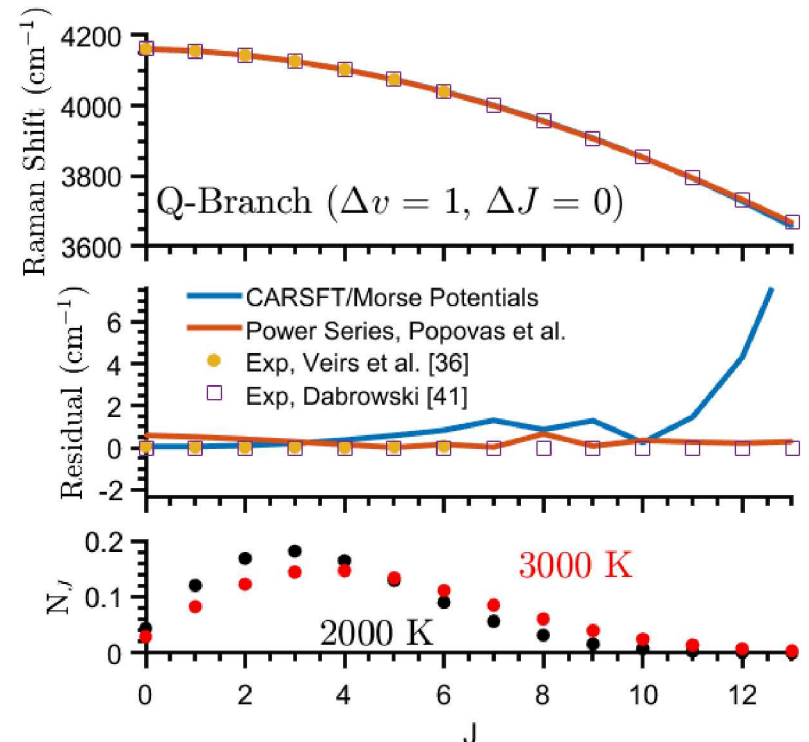 Raman Shift (cm⁻¹)
4200
4000
3800
3600
Q-Branch (Δv = 1, ΔJ = 0)
Residual (cm⁻¹)
6
4
2
0
-2
CARSFT/Morse Potentials
Power Series, Popovas et al.
Exp, Veirs et al. [36]
Exp, Dabrowski [41]
N_J
0.2
0.1
0
3000 K
2000 K
0 2 4 6 8 10 12
J